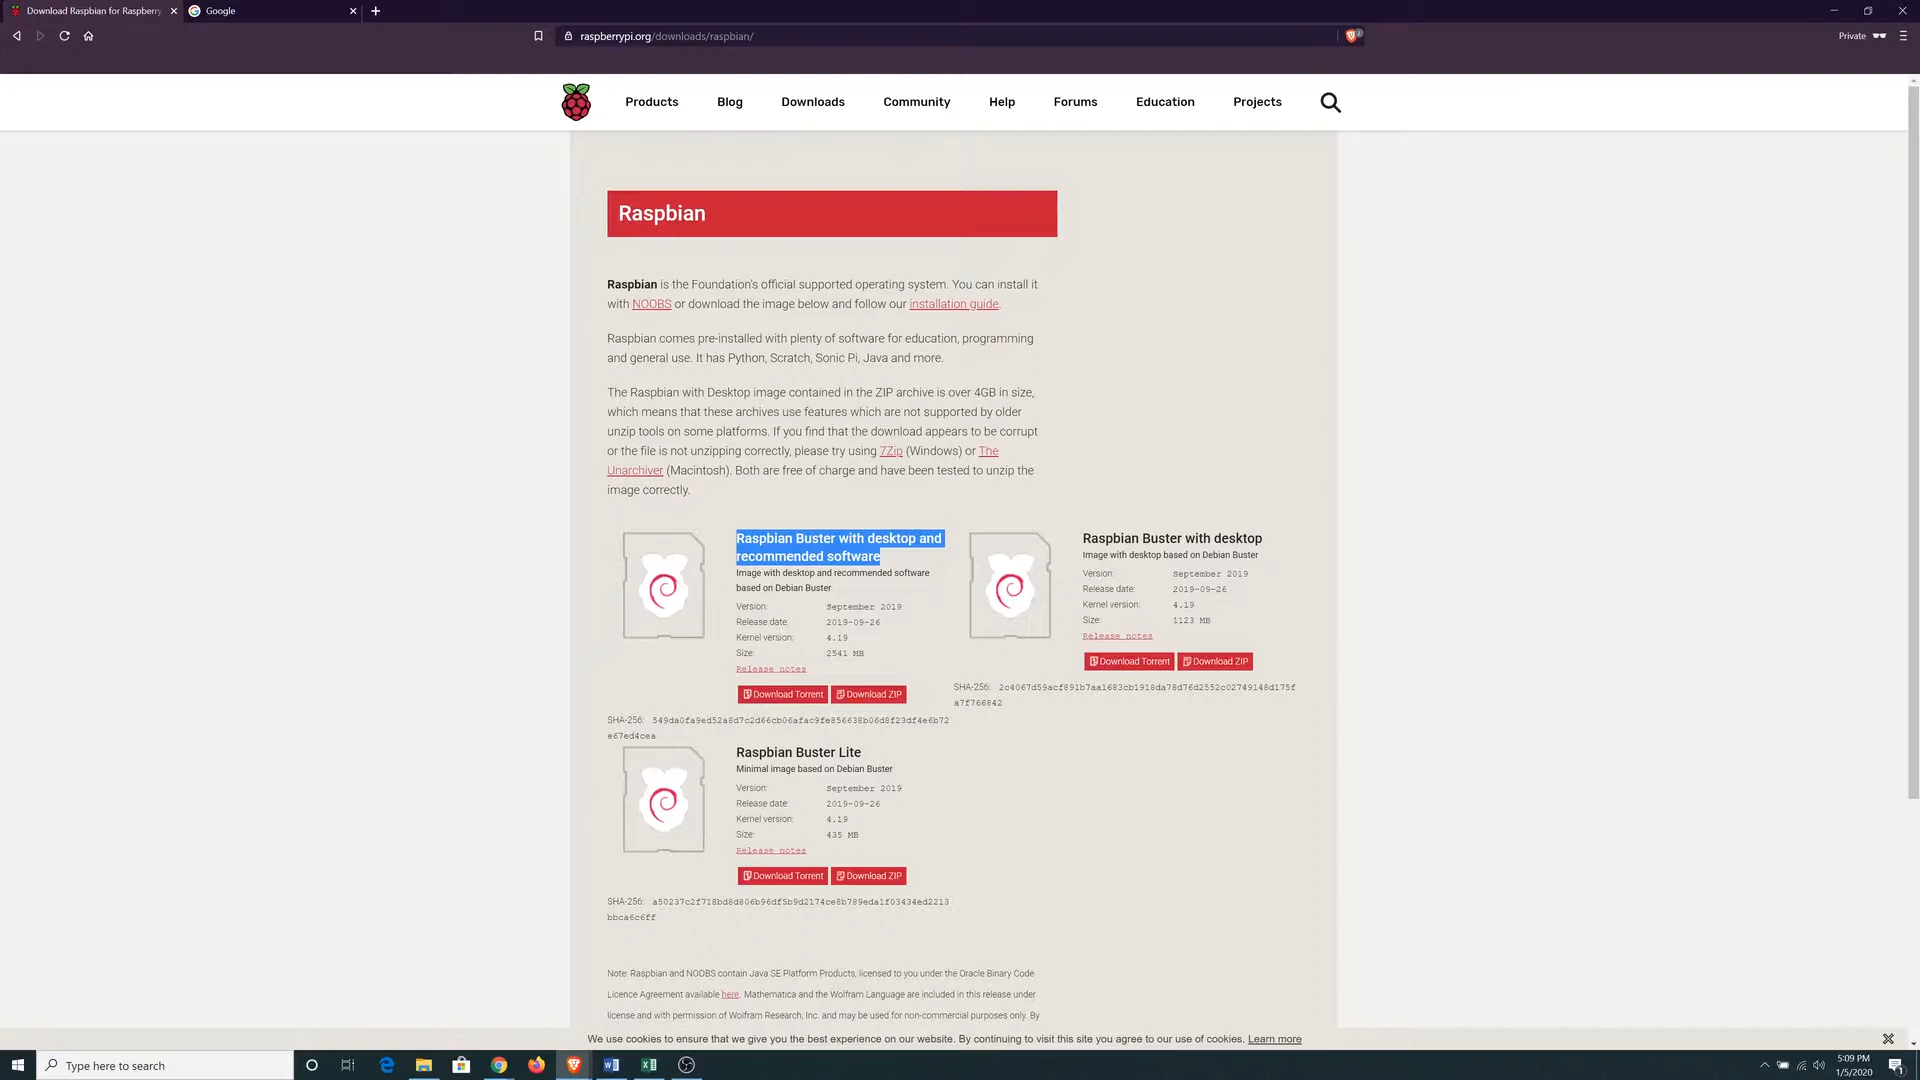 Download Raspbian for Raspberry
Google
raspberrypi.org/downloads/raspbian/
2
Private
Products
Blog
Downloads
Community
Help
Forums
Education
Projects
Raspbian
Raspbian is the Foundation's official supported operating system. You can install it
with NOOBS or download the image below and follow our installation guide.
Raspbian comes pre-installed with plenty of software for education, programming
and general use. It has Python, Scratch, Sonic Pi, Java and more.
The Raspbian with Desktop image contained in the ZIP archive is over 4GB in size,
which means that these archives use features which are not supported by older
unzip tools on some platforms. If you find that the download appears to be corrupt
or the file is not unzipping correctly, please try using 7Zip (Windows) or The
Unarchiver (Macintosh). Both are free of charge and have been tested to unzip the
image correctly.
Raspbian Buster with desktop and
recommended software
Image with desktop and recommended software
based on Debian Buster
Version: September 2019
Release date: 2019-09-26
Kernel version: 4.19
Size: 2541 MB
Release notes
Download Torrent
Download ZIP
SHA-256: 549da0fa9ed52a8d7c2d66cb06afac9fe856638b06d8f23df4e6b72
e67ed4cea
Raspbian Buster with desktop
Image with desktop based on Debian Buster
Version: September 2019
Release date: 2019-09-26
Kernel version: 4.19
Size: 1123 MB
Release notes
Download Torrent
Download ZIP
SHA-256: 2c4067d59acf891b7aa1683cb1918da78d76d2552c02749148d175f
a7f766842
Raspbian Buster Lite
Minimal image based on Debian Buster
Version: September 2019
Release date: 2019-09-26
Kernel version: 4.19
Size: 435 MB
Release notes
Download Torrent
Download ZIP
SHA-256: a50237c2f718bd8d806b96df5b9d2174ce8b789eda1f03434ed2213
bbca6c6ff
Note: Raspbian and NOOBS contain Java SE Platform Products, licensed to you under the Oracle Binary Code
Licence Agreement available here. Mathematica and the Wolfram Language are included in this release under
license and with permission of Wolfram Research, Inc. and may be used for non-commercial purposes only. By
We use cookies to ensure that we give you the best experience on our website. By continuing to visit this site you agree to our use of cookies. Learn more
Type here to search
5:09 PM
1/5/2020
1